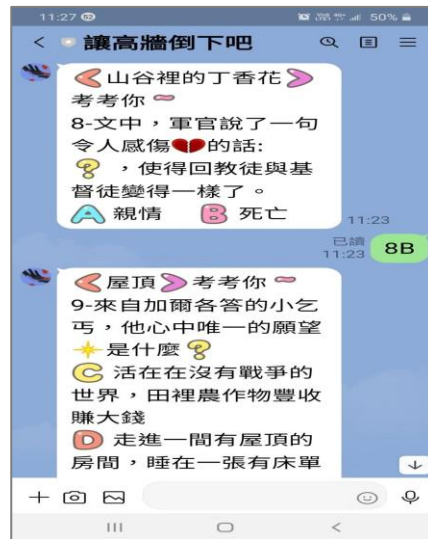 11:27
50%
< 讓高牆倒下吧
<山谷裡的丁香花>
考考你
8-文中，軍官說了一句
令人感傷的話:
?，使得回教徒與基
督徒變得一樣了。
A 親情 B 死亡
11:23
已讀
11:23
8B
<屋頂>考考你
9-來自加爾各答的小乞
丐，他心中唯一的願望
是什麼?
C 活在在沒有戰爭的
世界，田裡農作物豐收
賺大錢
D 走進一間有屋頂的
房間，睡在一張有床單